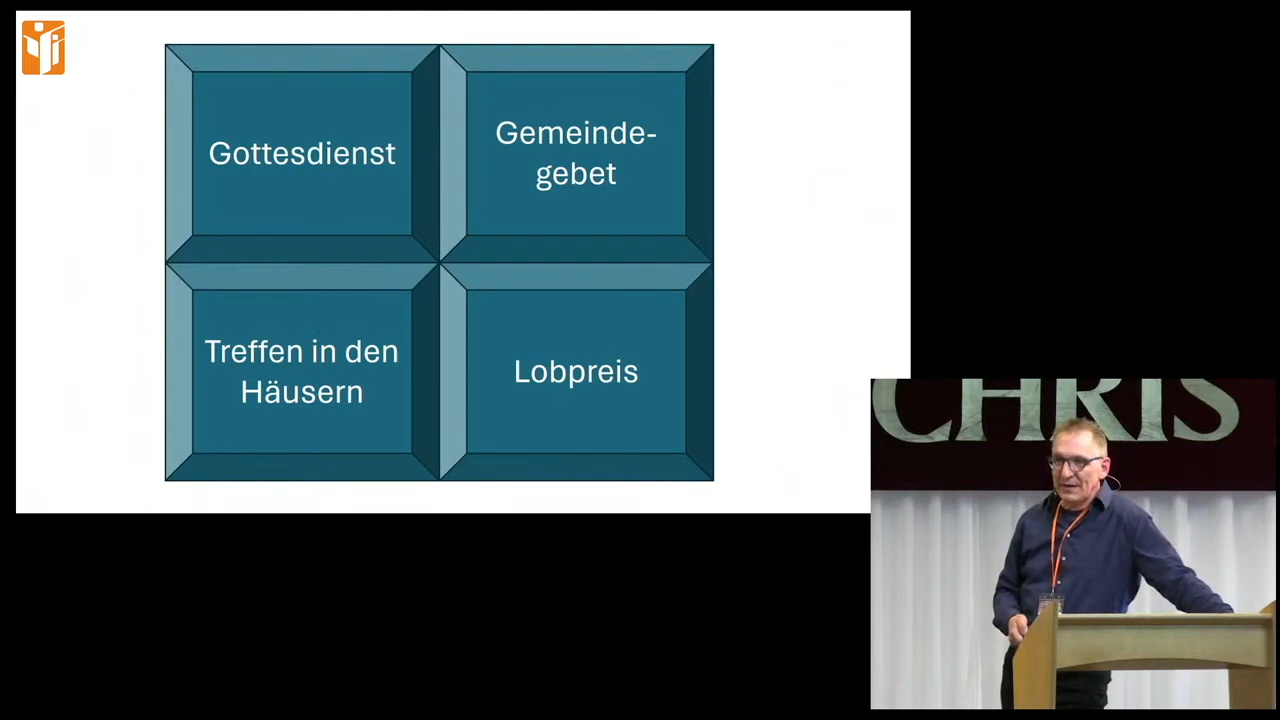 Gottesdienst
Gemeinde-
gebet
Treffen in den
Häusern
Lobpreis
CHRIS